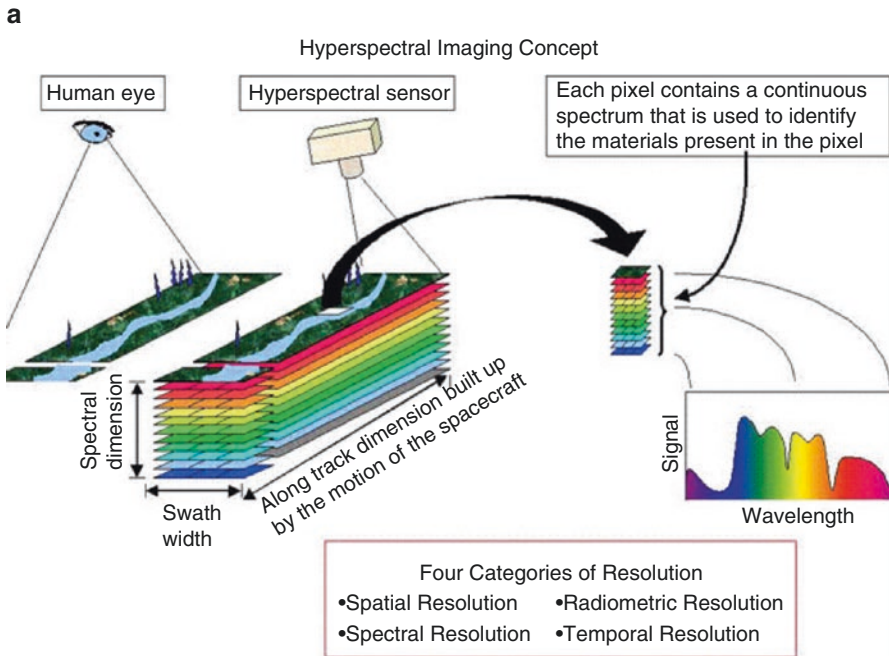 a
Hyperspectral Imaging Concept
Human eye
Hyperspectral sensor
Each pixel contains a continuous
spectrum that is used to identify
the materials present in the pixel
Spectral
dimension
Swath
width
Along track dimension built up
by the motion of the spacecraft
Signal
Wavelength
Four Categories of Resolution
•Spatial Resolution
•Radiometric Resolution
•Spectral Resolution
•Temporal Resolution